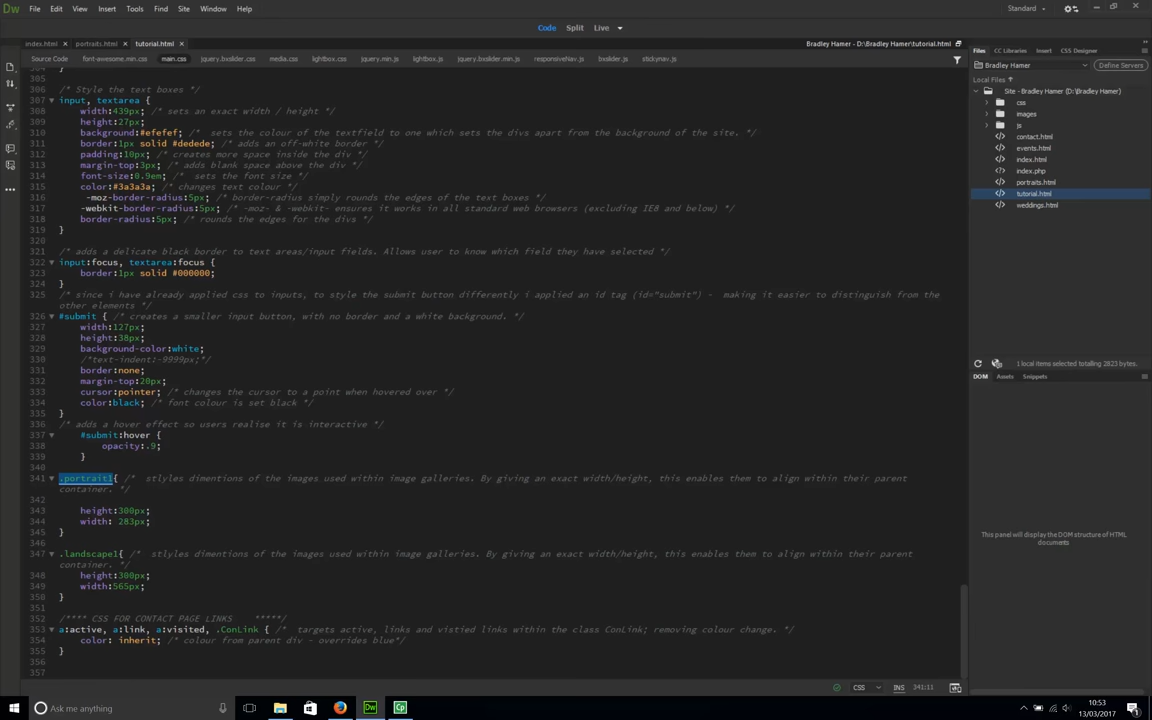 Dw File Edit View Insert Tools Find Site Window Help Standard
Code Split Live
index.html × portraits.html × tutorial.html × Bradley Hamer - D:\Bradley Hamer\tutorial.html
Source Code font-awesome.min.css main.css jquery.bxslider.css media.css lightbox.css jquery.min.js lightbox.js jquery.bxslider.min.js responsiveNav.js bxslider.js stickynav.js
304 }
305
306 /* Style the text boxes */
307 input, textarea {
308 width:439px; /* sets an exact width / height */
309 height:27px;
310 background:#efefef; /* sets the colour of the textfield to one which sets the divs apart from the background of the site. */
311 border:1px solid #dedede; /* adds an off-white border */
312 padding:10px; /* creates more space inside the div */
313 margin-top:3px; /* adds blank space above the div */
314 font-size:0.9em; /* sets the font size */
315 color:#3a3a3a; /* changes text colour */
316 -moz-border-radius:5px; /* border-radius simply rounds the edges of the text boxes */
317 -webkit-border-radius:5px; /* -moz- & -webkit- ensures it works in all standard web browsers (excluding IE8 and below) */
318 border-radius:5px; /* rounds the edges for the divs */
319 }
320
321 /* adds a delicate black border to text areas/input fields. Allows user to know which field they have selected */
322 input:focus, textarea:focus {
323 border:1px solid #000000;
324 }
325 /* since i have already applied css to inputs, to style the submit button differently i applied an id tag (id="submit") - making it easier to distinguish from the
other elements */
326 #submit { /* creates a smaller input button, with no border and a white background. */
327 width:127px;
328 height:38px;
329 background-color:white;
330 /*text-indent:-9999px;*/
331 border:none;
332 margin-top:20px;
333 cursor:pointer; /* changes the cursor to a point when hovered over */
334 color:black; /* font colour is set black */
335 }
336 /* adds a hover effect so users realise it is interactive */
337 #submit:hover {
338 opacity:.9;
339 }
340
341 .portrait1{ /* stlyles dimentions of the images used within image galleries. By giving an exact width/height, this enables them to align within their parent
container. */
342
343 height:300px;
344 width: 283px;
345 }
346
347 .landscape1{ /* stlyles dimentions of the images used within image galleries. By giving an exact width/height, this enables them to align within their parent
container. */
348 height:300px;
349 width:565px;
350 }
351
352 /**** CSS FOR CONTACT PAGE LINKS *****/
353 a:active, a:link, a:visited, .ConLink { /* targets active, links and vistied links within the class ConLink; removing colour change. */
354 color: inherit; /* colour from parent div - overrides blue*/
355 }
356
357
CSS INS 341:11
Files CC Libraries Insert CSS Designer
Bradley Hamer Define Servers
Local Files
Site - Bradley Hamer (D:\Bradley Hamer)
css
images
js
contact.html
events.html
index.html
index.php
portraits.html
tutorial.html
weddings.html
1 local items selected totalling 2823 bytes.
DOM Assets Snippets
This panel will display the DOM structure of HTML
documents
Ask me anything Dw Cp
10:53
13/03/2017